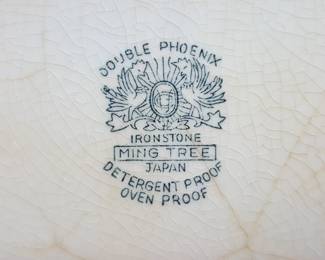 DOUBLE PHOENIX
IRONSTONE
MING TREE
JAPAN
DETERGENT PROOF
OVEN PROOF